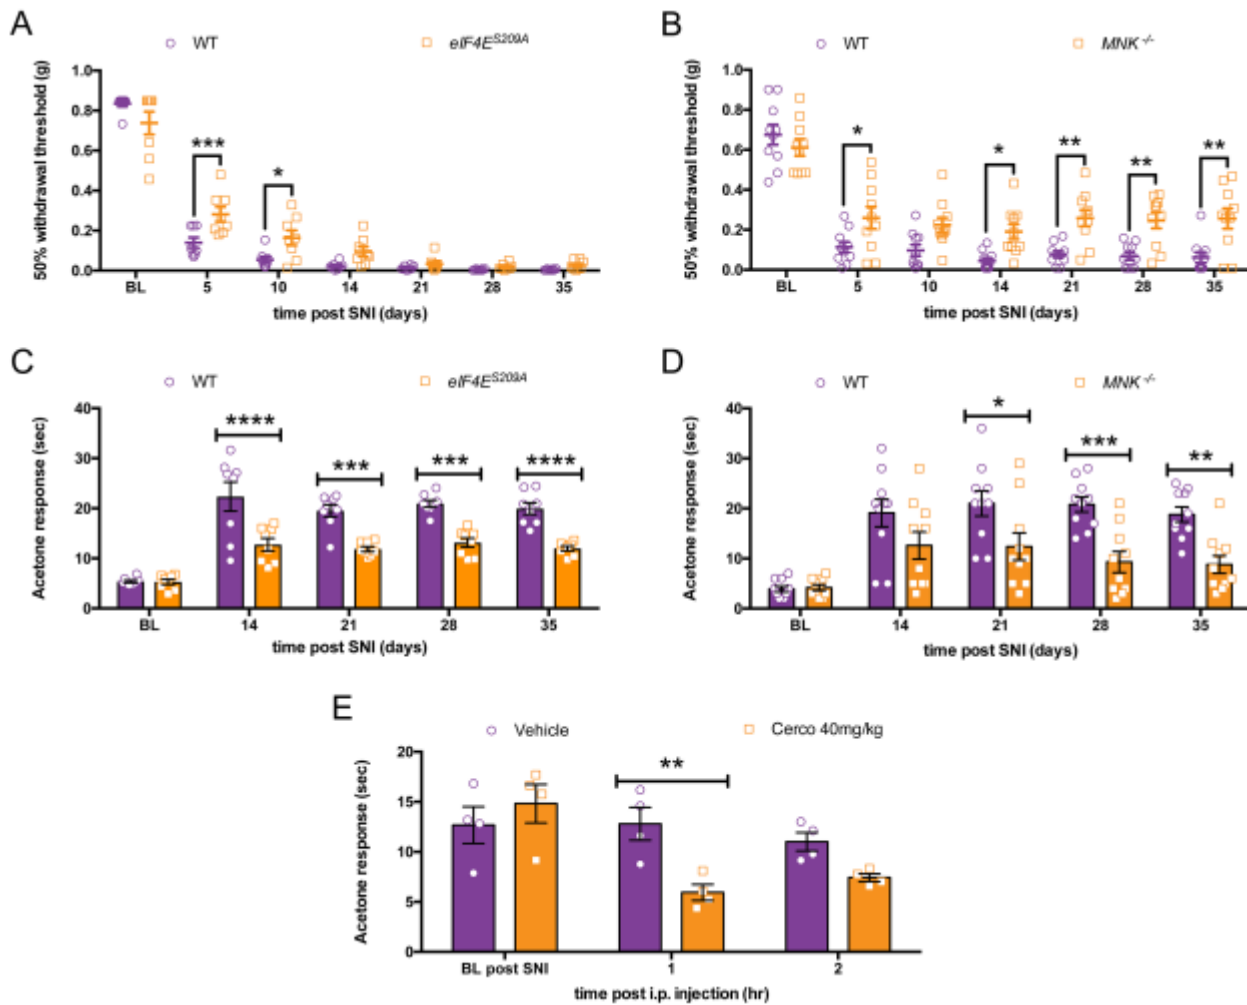 A
WT
eIF4E^S209A
50% withdrawal threshold (g)
1.0
0.8
0.6
0.4
0.2
0.0
***
*
BL 5 10 14 21 28 35
time post SNI (days)
B
WT
MNK^-/-
50% withdrawal threshold (g)
1.0
0.8
0.6
0.4
0.2
0.0
*
*
**
**
**
BL 5 10 14 21 28 35
time post SNI (days)
C
WT
eIF4E^S209A
Acetone response (sec)
40
30
20
10
0
****
***
***
****
BL 14 21 28 35
time post SNI (days)
D
WT
MNK^-/-
Acetone response (sec)
40
30
20
10
0
*
***
**
BL 14 21 28 35
time post SNI (days)
E
Vehicle
Cerco 40mg/kg
Acetone response (sec)
20
15
10
5
0
**
BL post SNI 1 2
time post i.p. injection (hr)